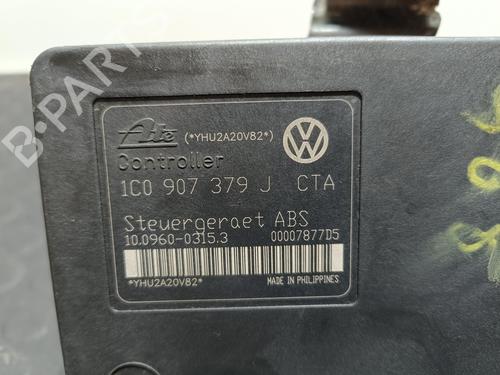 Ate (*YHU2A20V82*)
Controller
1C0 907 379 J CTA
Steuergeraet ABS
10.0960-0315.3 00007877D5
*YHU2A20V82* MADE IN PHILIPPINES
B-PARTS